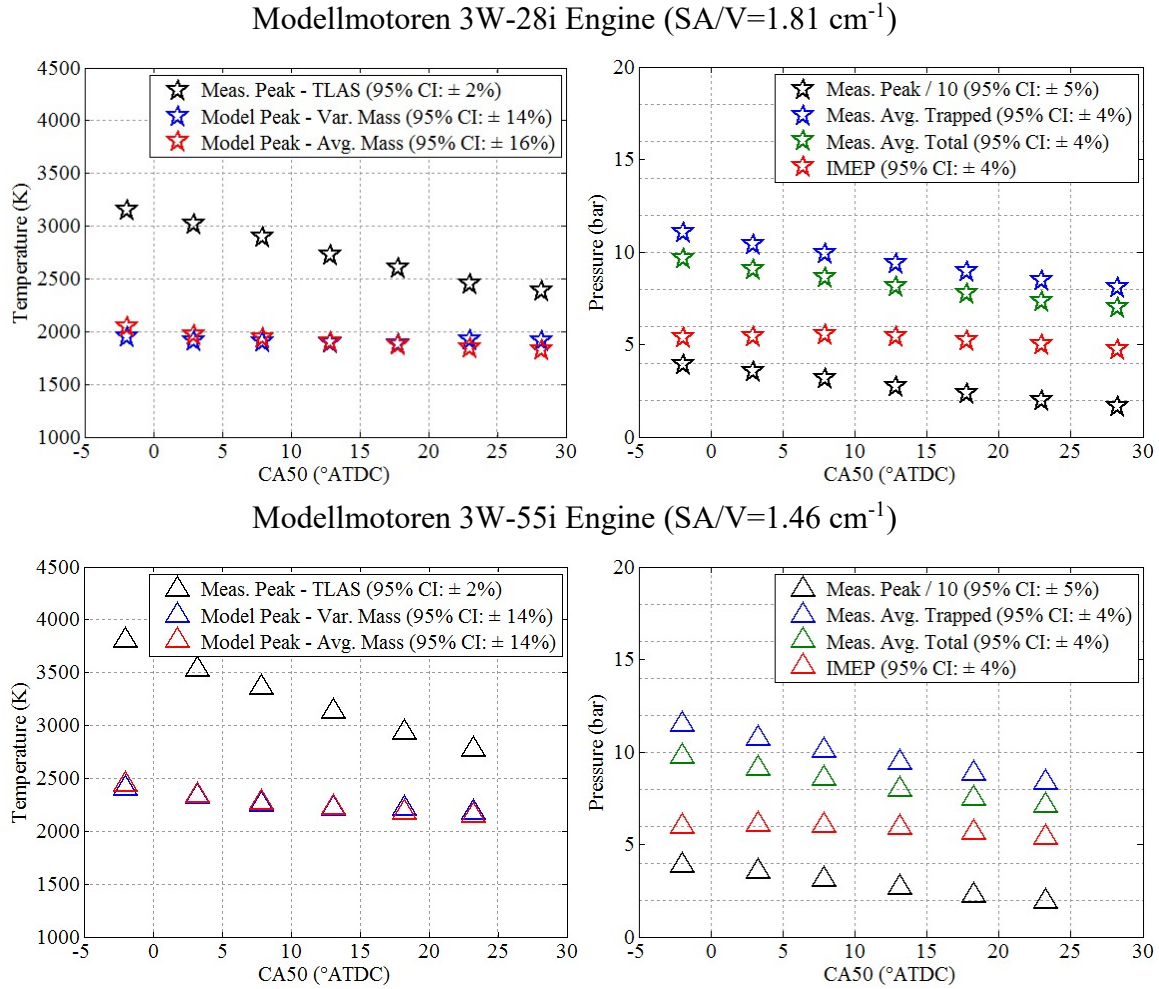 Modellmotoren 3W-28i Engine (SA/V=1.81 cm⁻¹)
4500
4000
3500
3000
2500
2000
1500
1000
Temperature (K)
Meas. Peak - TLAS (95% CI: ± 2%)
Model Peak - Var. Mass (95% CI: ± 14%)
Model Peak - Avg. Mass (95% CI: ± 16%)
-5 0 5 10 15 20 25 30
CA50 (°ATDC)
20
15
10
5
0
Pressure (bar)
Meas. Peak / 10 (95% CI: ± 5%)
Meas. Avg. Trapped (95% CI: ± 4%)
Meas. Avg. Total (95% CI: ± 4%)
IMEP (95% CI: ± 4%)
-5 0 5 10 15 20 25 30
CA50 (°ATDC)
Modellmotoren 3W-55i Engine (SA/V=1.46 cm⁻¹)
4500
4000
3500
3000
2500
2000
1500
1000
Temperature (K)
Meas. Peak - TLAS (95% CI: ± 2%)
Model Peak - Var. Mass (95% CI: ± 14%)
Model Peak - Avg. Mass (95% CI: ± 14%)
-5 0 5 10 15 20 25 30
CA50 (°ATDC)
20
15
10
5
0
Pressure (bar)
Meas. Peak / 10 (95% CI: ± 5%)
Meas. Avg. Trapped (95% CI: ± 4%)
Meas. Avg. Total (95% CI: ± 4%)
IMEP (95% CI: ± 4%)
-5 0 5 10 15 20 25 30
CA50 (°ATDC)